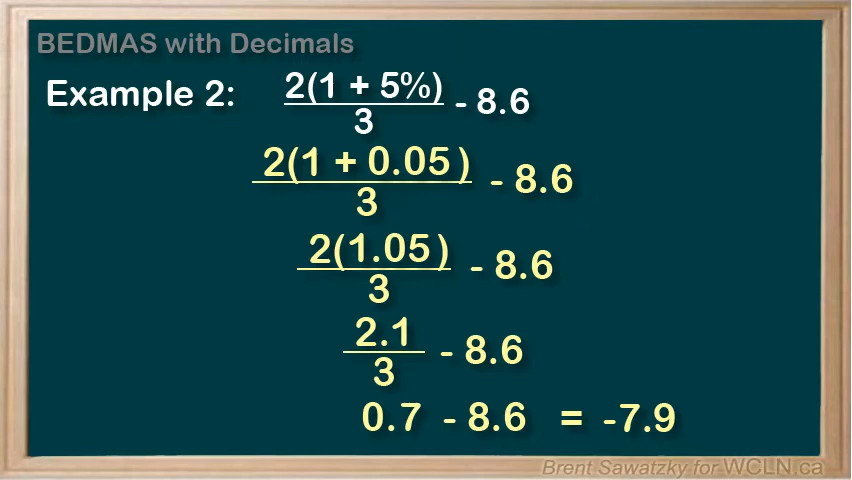 BEDMAS with Decimals
Example 2: 2(1 + 5%)/3 - 8.6
2(1 + 0.05)/3 - 8.6
2(1.05)/3 - 8.6
2.1/3 - 8.6
0.7 - 8.6 = -7.9
Brent Sawatzky for WCLN.ca